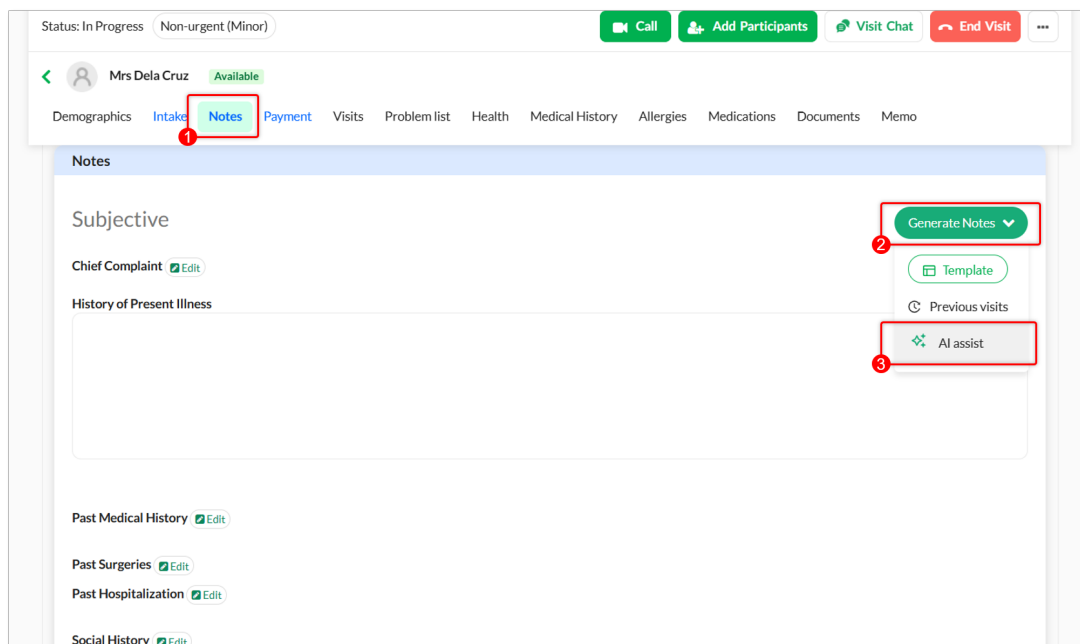 Status: In Progress Non-urgent (Minor) Call Add Participants Visit Chat End Visit ...
Mrs Dela Cruz Available
Demographics Intake Notes Payment Visits Problem list Health Medical History Allergies Medications Documents Memo
1
Notes
Subjective
Generate Notes
2
Chief Complaint Edit
Template
History of Present Illness
Previous visits
AI assist
3
Past Medical History Edit
Past Surgeries Edit
Past Hospitalization Edit
Social History Edit